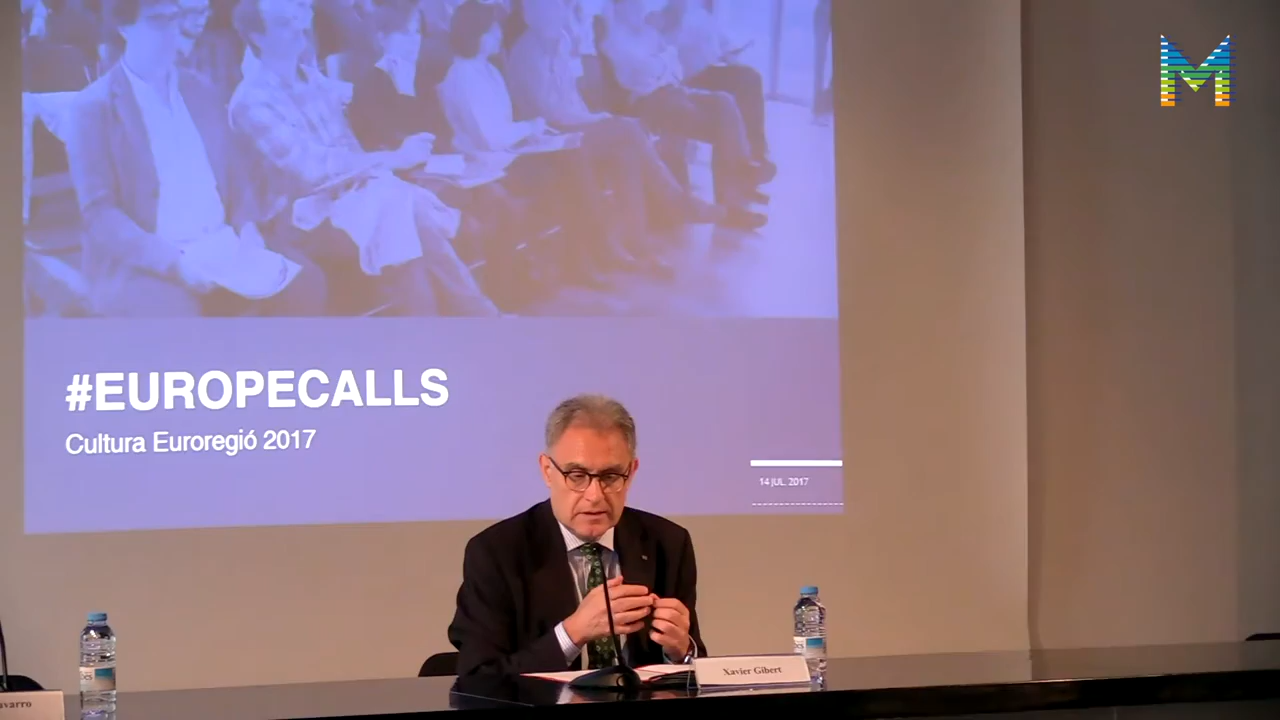 #EUROPECALLS
Cultura Euroregió 2017
14 JUL. 2017
Xavier Gibert
avarro